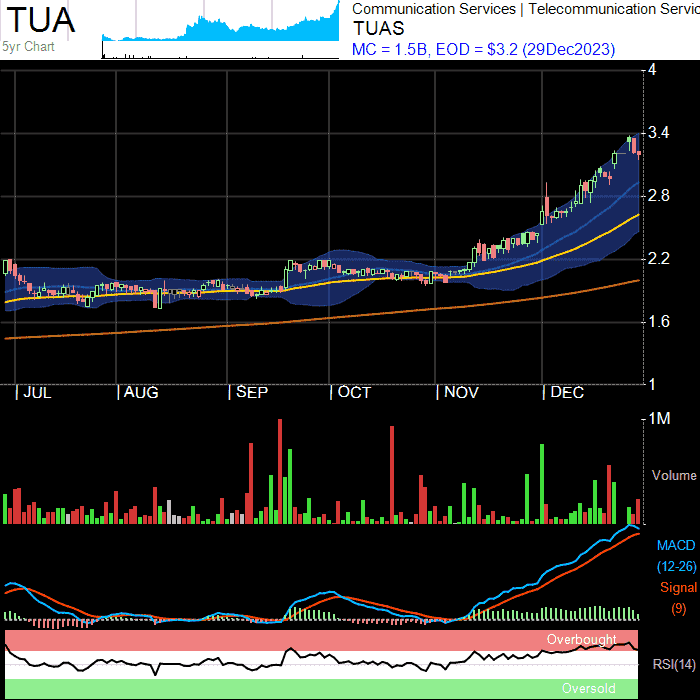 TUA
5yr Chart
Communication Services | Telecommunication Servic
TUAS
MC = 1.5B, EOD = $3.2 (29Dec2023)
4
3.4
2.8
2.2
1.6
1
JUL AUG SEP OCT NOV DEC
1M
Volume
MACD
(12-26)
Signal
(9)
Overbought
RSI(14)
Oversold